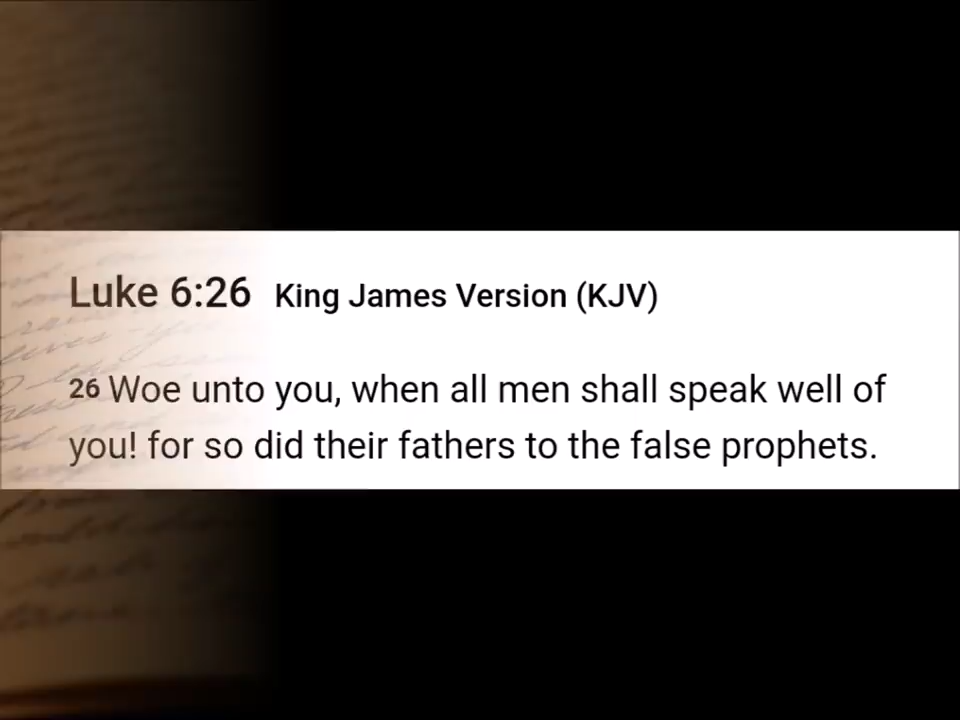 Luke 6:26 King James Version (KJV)
26 Woe unto you, when all men shall speak well of
you! for so did their fathers to the false prophets.